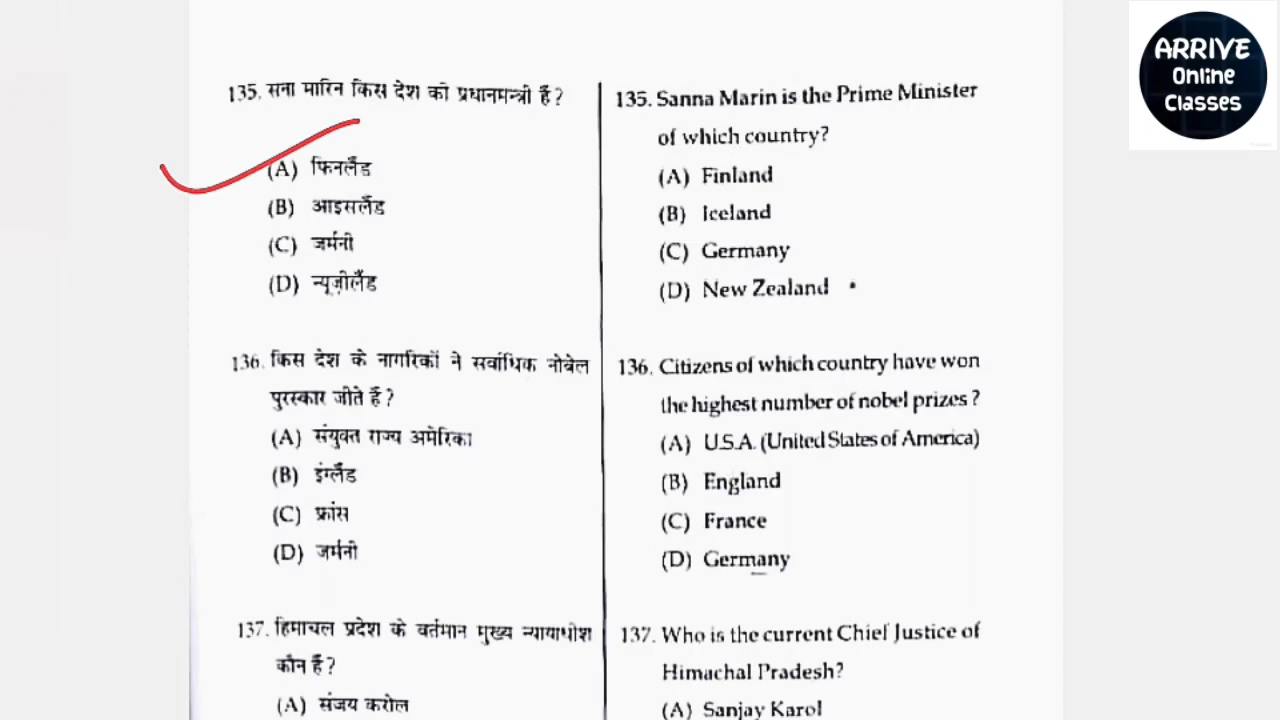 ARRIVE
Online
Classes
135. सना मारिन किस देश की प्रधानमन्त्री हैं?
(A) फिनलैंड
(B) आइसलैंड
(C) जर्मनी
(D) न्यूज़ीलैंड
136. किस देश के नागरिकों ने सर्वाधिक नोबेल
पुरस्कार जीते हैं?
(A) संयुक्त राज्य अमेरिका
(B) इंग्लैंड
(C) फ्रांस
(D) जर्मनी
137. हिमाचल प्रदेश के वर्तमान मुख्य न्यायाधीश
कौन हैं?
(A) संजय करोल
135. Sanna Marin is the Prime Minister
of which country?
(A) Finland
(B) Iceland
(C) Germany
(D) New Zealand
136. Citizens of which country have won
the highest number of nobel prizes?
(A) U.S.A. (United States of America)
(B) England
(C) France
(D) Germany
137. Who is the current Chief Justice of
Himachal Pradesh?
(A) Sanjay Karol